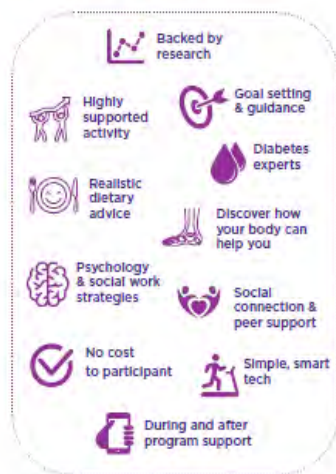 Backed by
research
Highly
supported
activity
Goal setting
& guidance
Diabetes
experts
Realistic
dietary
advice
Discover how
your body can
help you
Psychology
& social work
strategies
Social
connection &
peer support
No cost
to participant
Simple, smart
tech
During and after
program support